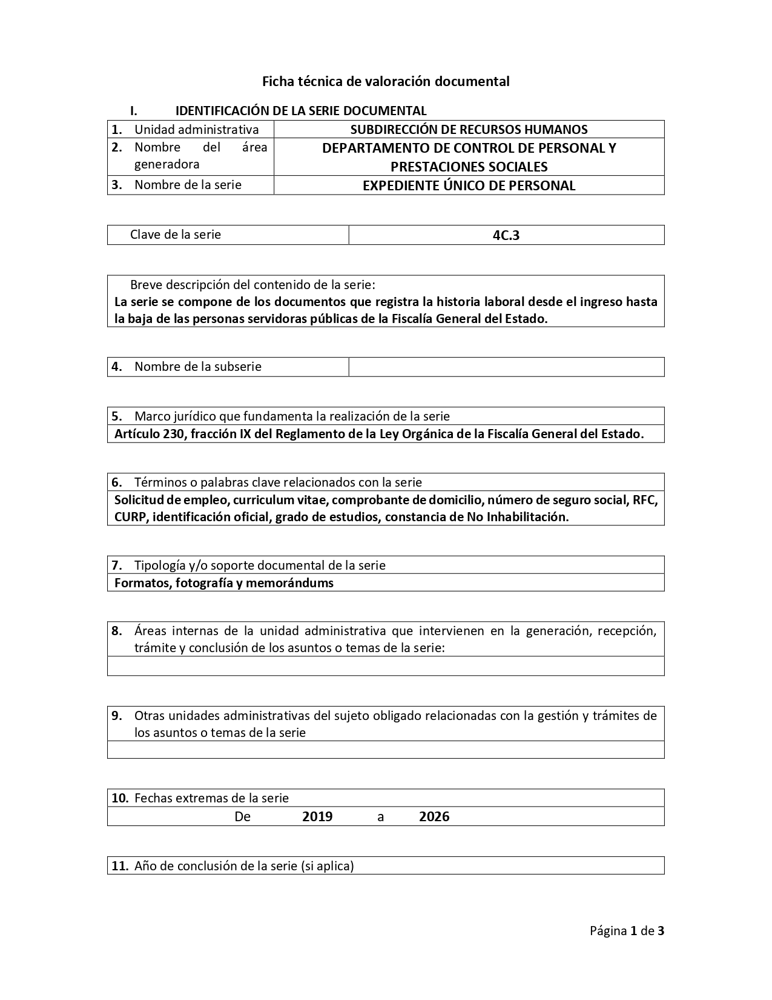 Ficha técnica de valoración documental
I. IDENTIFICACIÓN DE LA SERIE DOCUMENTAL
1. Unidad administrativa SUBDIRECCIÓN DE RECURSOS HUMANOS
2. Nombre del área generadora DEPARTAMENTO DE CONTROL DE PERSONAL Y PRESTACIONES SOCIALES
3. Nombre de la serie EXPEDIENTE ÚNICO DE PERSONAL
Clave de la serie 4C.3
Breve descripción del contenido de la serie:
La serie se compone de los documentos que registra la historia laboral desde el ingreso hasta
la baja de las personas servidoras públicas de la Fiscalía General del Estado.
4. Nombre de la subserie
5. Marco jurídico que fundamenta la realización de la serie
Artículo 230, fracción IX del Reglamento de la Ley Orgánica de la Fiscalía General del Estado.
6. Términos o palabras clave relacionados con la serie
Solicitud de empleo, curriculum vitae, comprobante de domicilio, número de seguro social, RFC,
CURP, identificación oficial, grado de estudios, constancia de No Inhabilitación.
7. Tipología y/o soporte documental de la serie
Formatos, fotografía y memorándums
8. Áreas internas de la unidad administrativa que intervienen en la generación, recepción,
trámite y conclusión de los asuntos o temas de la serie:
9. Otras unidades administrativas del sujeto obligado relacionadas con la gestión y trámites de
los asuntos o temas de la serie
10. Fechas extremas de la serie
De 2019 a 2026
11. Año de conclusión de la serie (si aplica)
Página 1 de 3